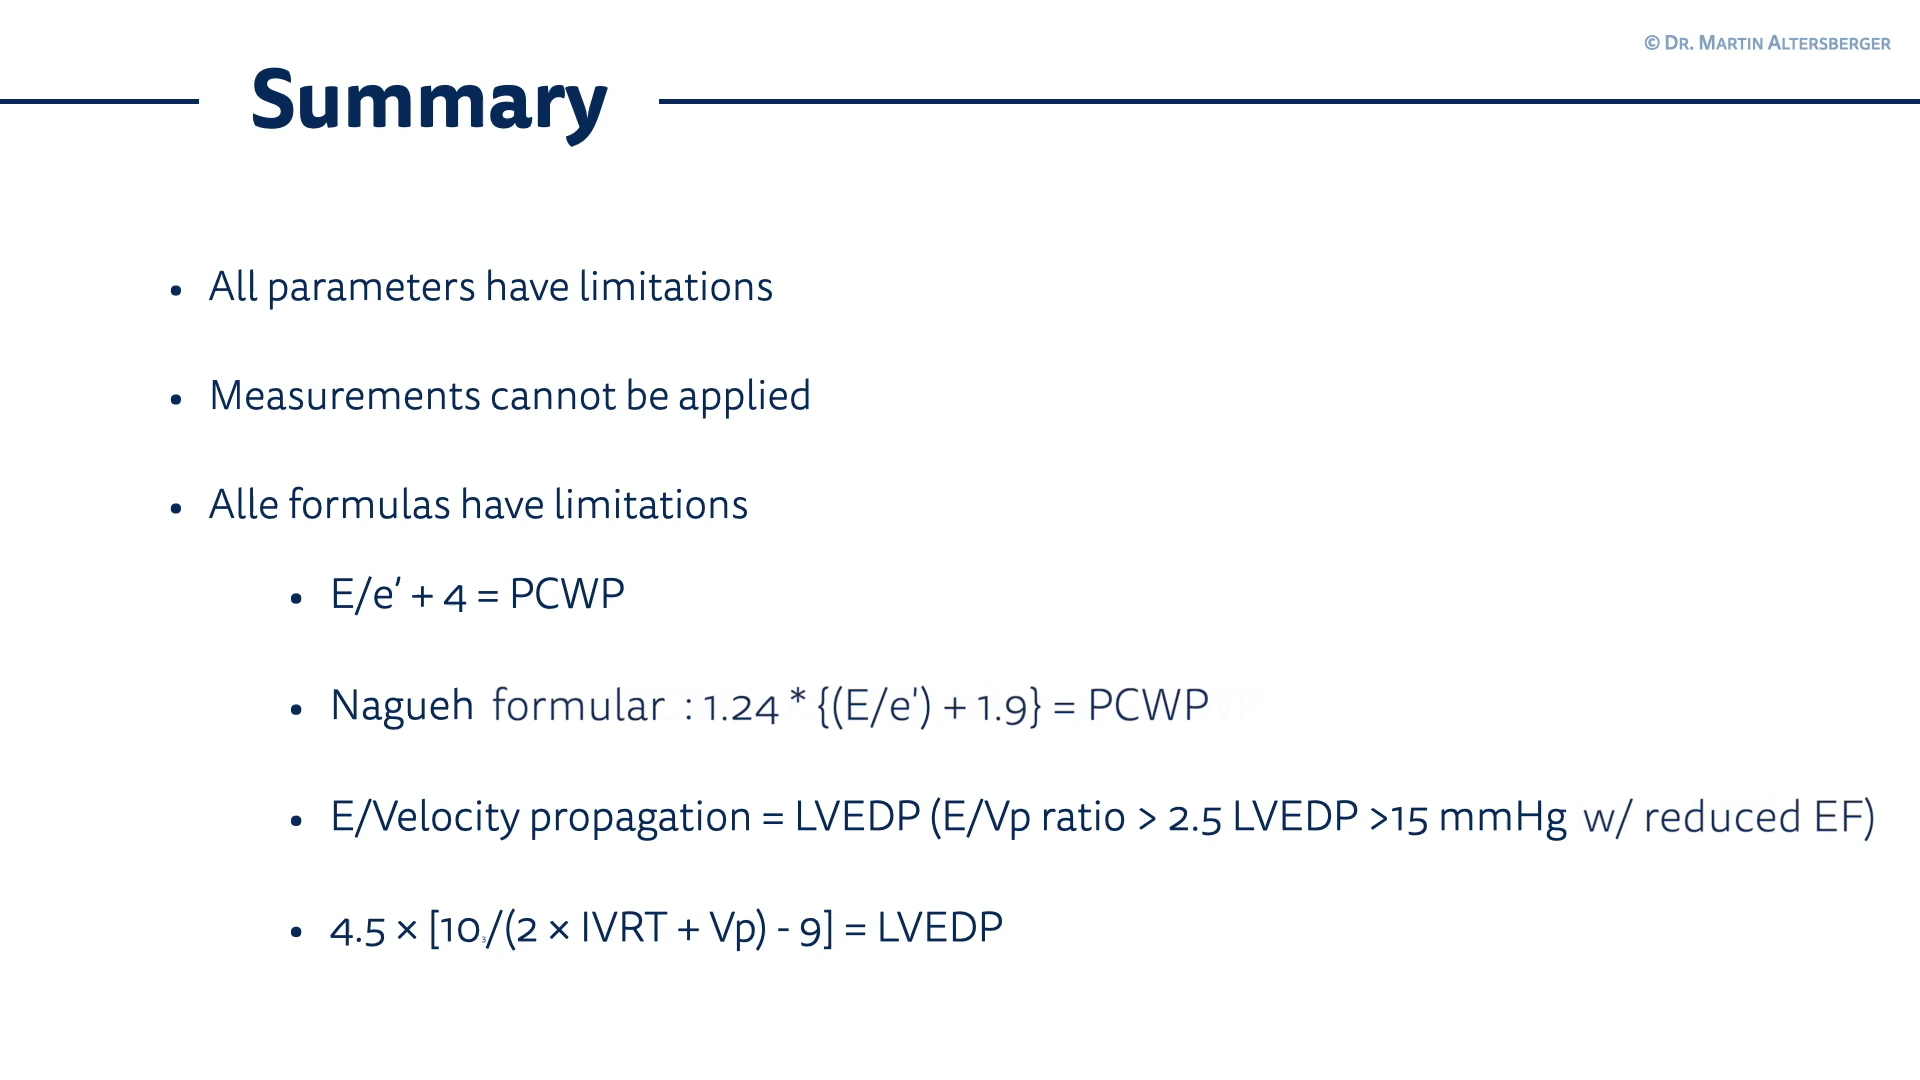 © Dr. Martin Altersberger
Summary
• All parameters have limitations
• Measurements cannot be applied
• Alle formulas have limitations
• E/e’ + 4 = PCWP
• Nagueh formular : 1.24 * {(E/e') + 1.9} = PCWP
• E/Velocity propagation = LVEDP (E/Vp ratio > 2.5 LVEDP >15 mmHg w/ reduced EF)
• 4.5 × [10₃/(2 × IVRT + Vp) - 9] = LVEDP